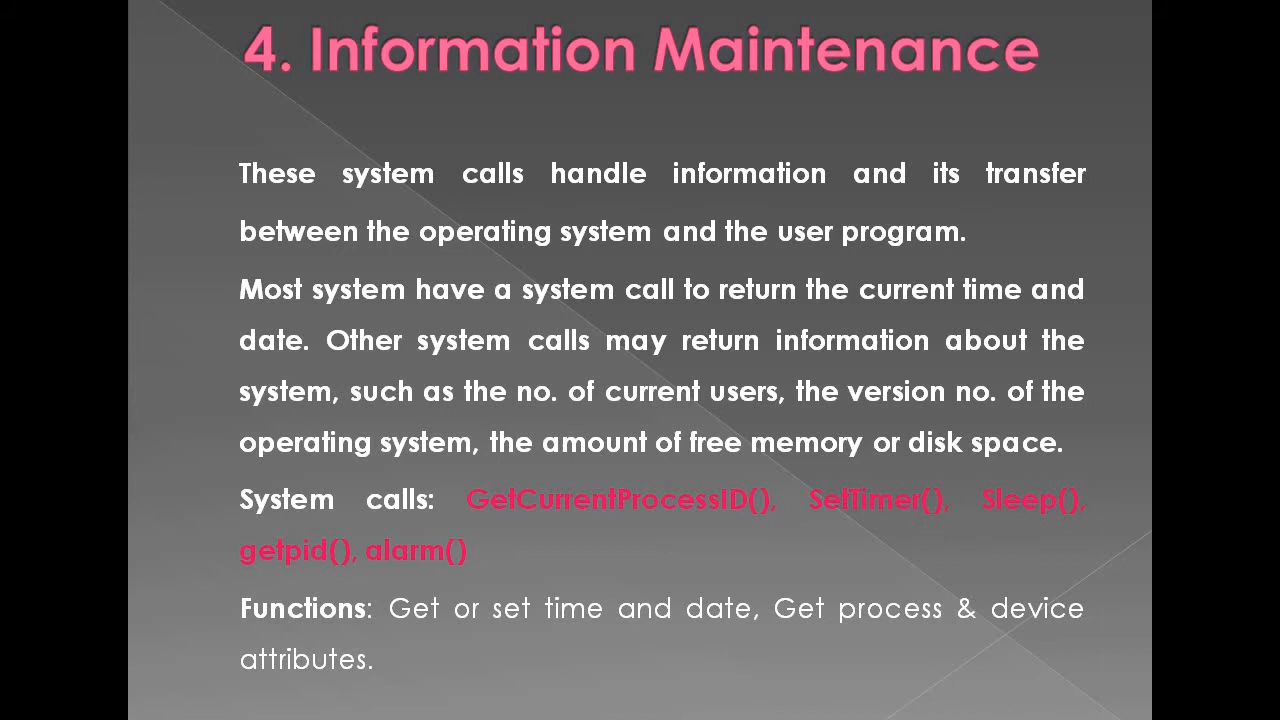 4. Information Maintenance
These system calls handle information and its transfer
between the operating system and the user program.
Most system have a system call to return the current time and
date. Other system calls may return information about the
system, such as the no. of current users, the version no. of the
operating system, the amount of free memory or disk space.
System calls: GetCurrentProcessID(), SetTimer(), Sleep(),
getpid(), alarm()
Functions: Get or set time and date, Get process & device
attributes.